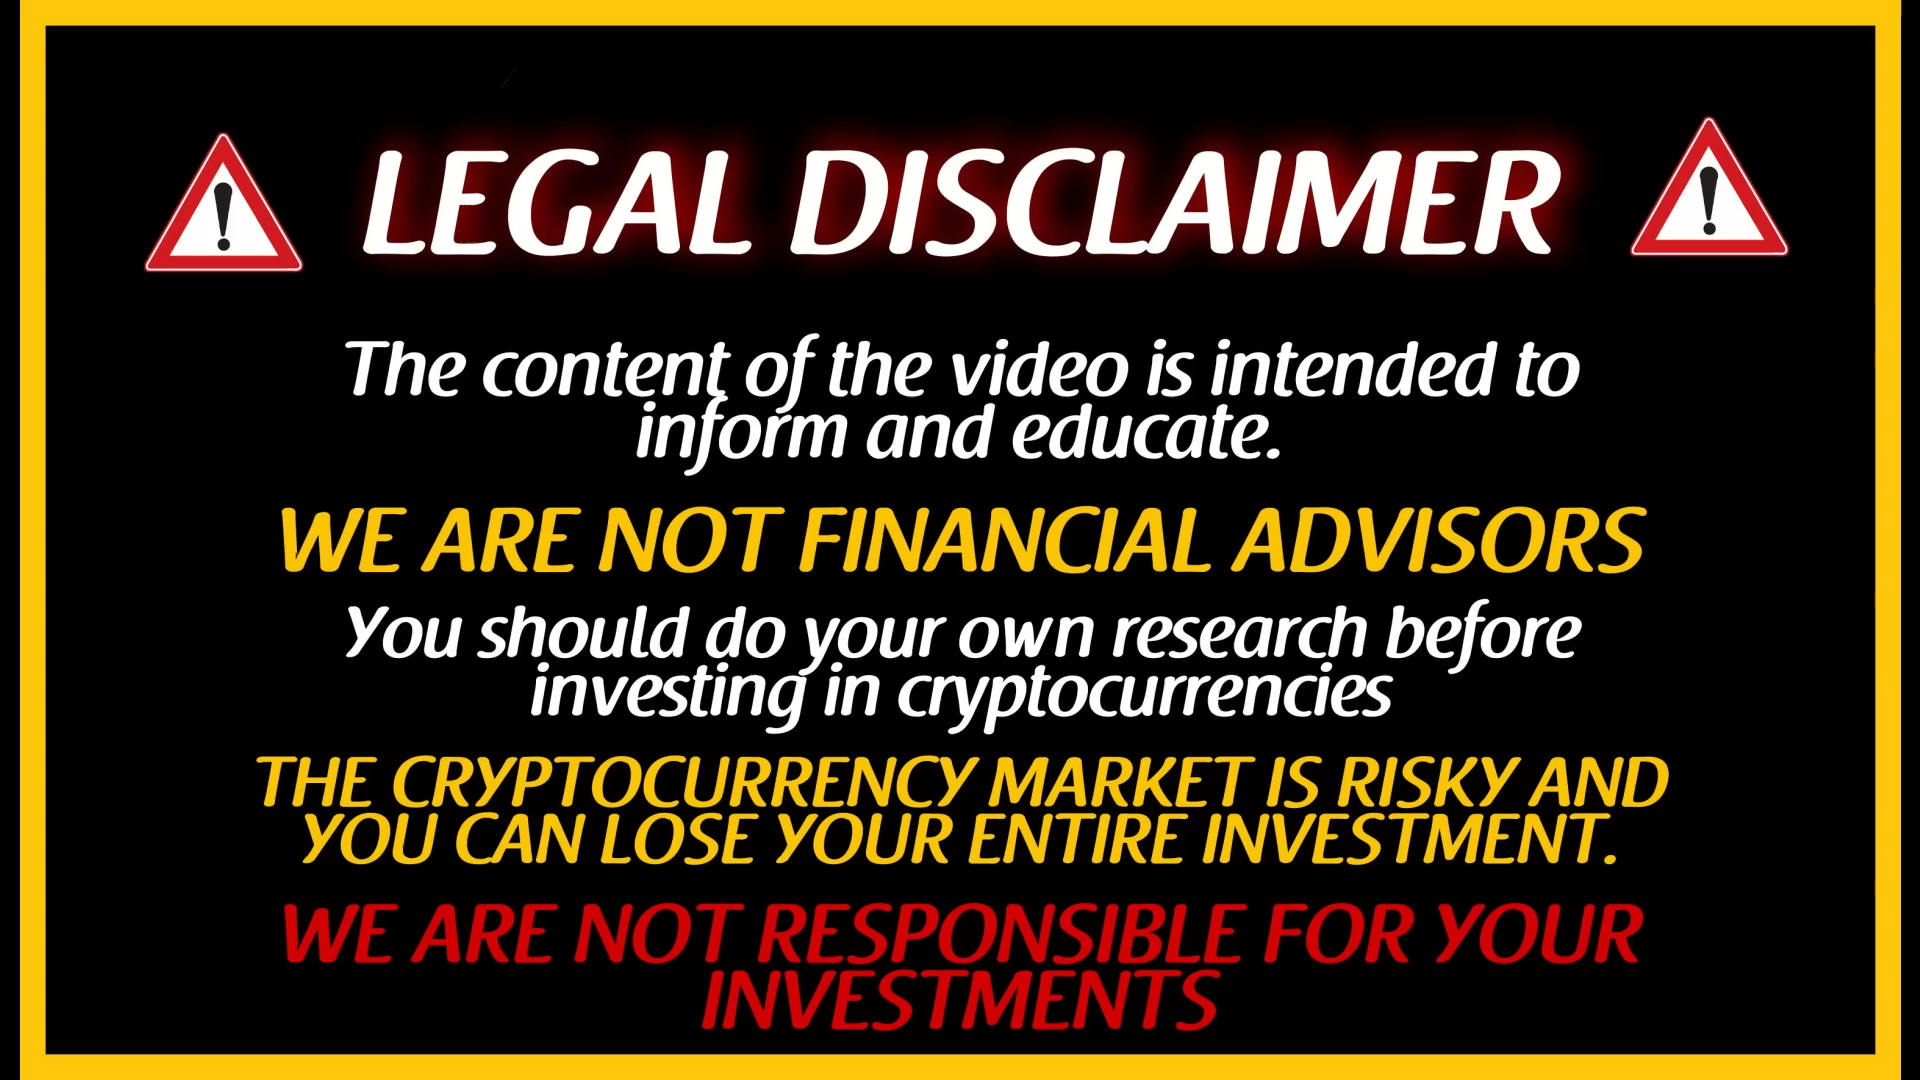 LEGAL DISCLAIMER
The content of the video is intended to
inform and educate.
WE ARE NOT FINANCIAL ADVISORS
You should do your own research before
investing in cryptocurrencies
THE CRYPTOCURRENCY MARKET IS RISKY AND
YOU CAN LOSE YOUR ENTIRE INVESTMENT.
WE ARE NOT RESPONSIBLE FOR YOUR
INVESTMENTS